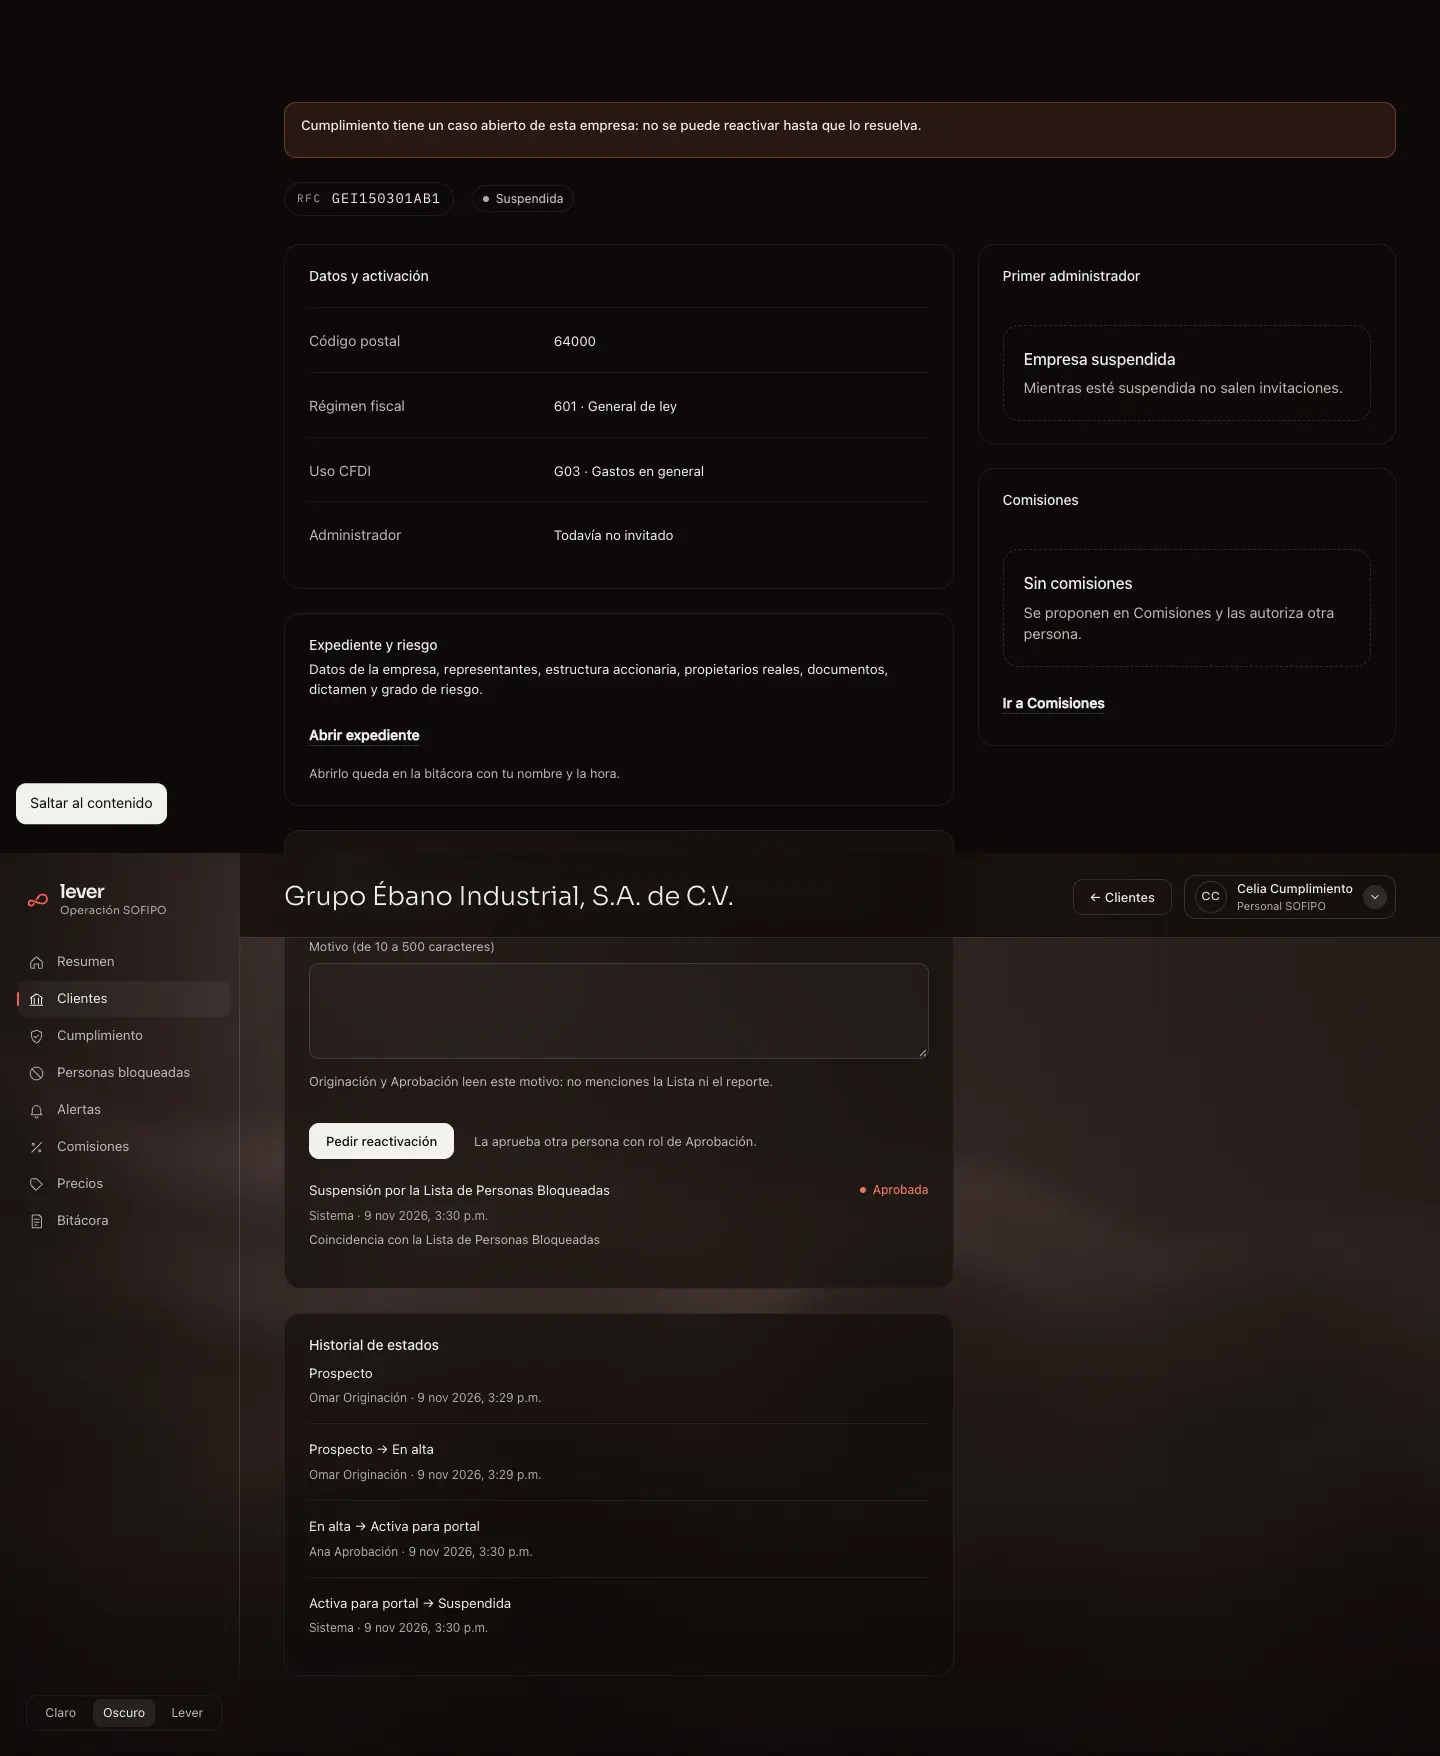 Cumplimiento tiene un caso abierto de esta empresa: no se puede reactivar hasta que lo resuelva.
RFC GEI150301AB1
Suspendida
Datos y activación
Código postal 64000
Régimen fiscal 601 · General de ley
Uso CFDI G03 · Gastos en general
Administrador Todavía no invitado
Primer administrador
Empresa suspendida
Mientras esté suspendida no salen invitaciones.
Comisiones
Sin comisiones
Se proponen en Comisiones y las autoriza otra
persona.
Ir a Comisiones
Expediente y riesgo
Datos de la empresa, representantes, estructura accionaria, propietarios reales, documentos,
dictamen y grado de riesgo.
Abrir expediente
Abrirlo queda en la bitácora con tu nombre y la hora.
Saltar al contenido
lever
Operación SOFIPO
Resumen
Clientes
Cumplimiento
Personas bloqueadas
Alertas
Comisiones
Precios
Bitácora
Grupo Ébano Industrial, S.A. de C.V.
← Clientes
CC
Celia Cumplimiento
Personal SOFIPO
Motivo (de 10 a 500 caracteres)
Originación y Aprobación leen este motivo: no menciones la Lista ni el reporte.
Pedir reactivación
La aprueba otra persona con rol de Aprobación.
Suspensión por la Lista de Personas Bloqueadas
Aprobada
Sistema · 9 nov 2026, 3:30 p.m.
Coincidencia con la Lista de Personas Bloqueadas
Historial de estados
Prospecto
Omar Originación · 9 nov 2026, 3:29 p.m.
Prospecto → En alta
Omar Originación · 9 nov 2026, 3:29 p.m.
En alta → Activa para portal
Ana Aprobación · 9 nov 2026, 3:30 p.m.
Activa para portal → Suspendida
Sistema · 9 nov 2026, 3:30 p.m.
Claro
Oscuro
Lever